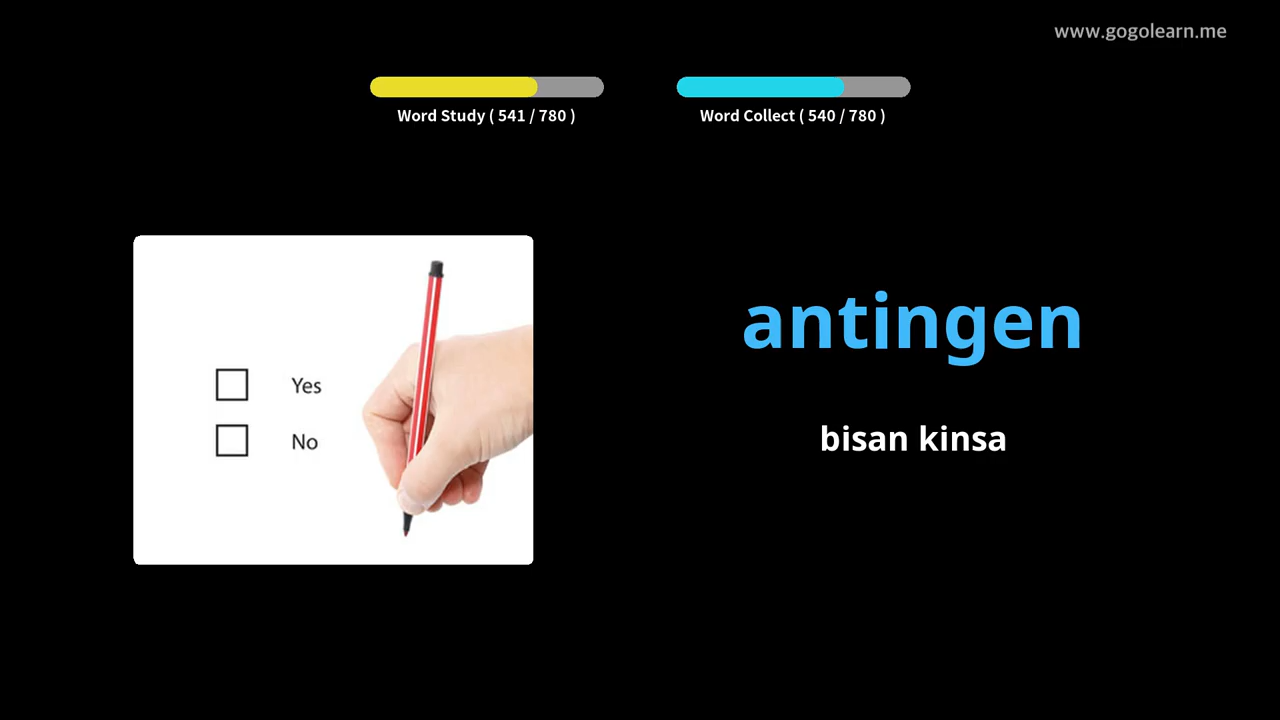 www.gogolearn.me
Word Study ( 541 / 780 )
Word Collect ( 540 / 780 )
Yes
No
antingen
bisan kinsa